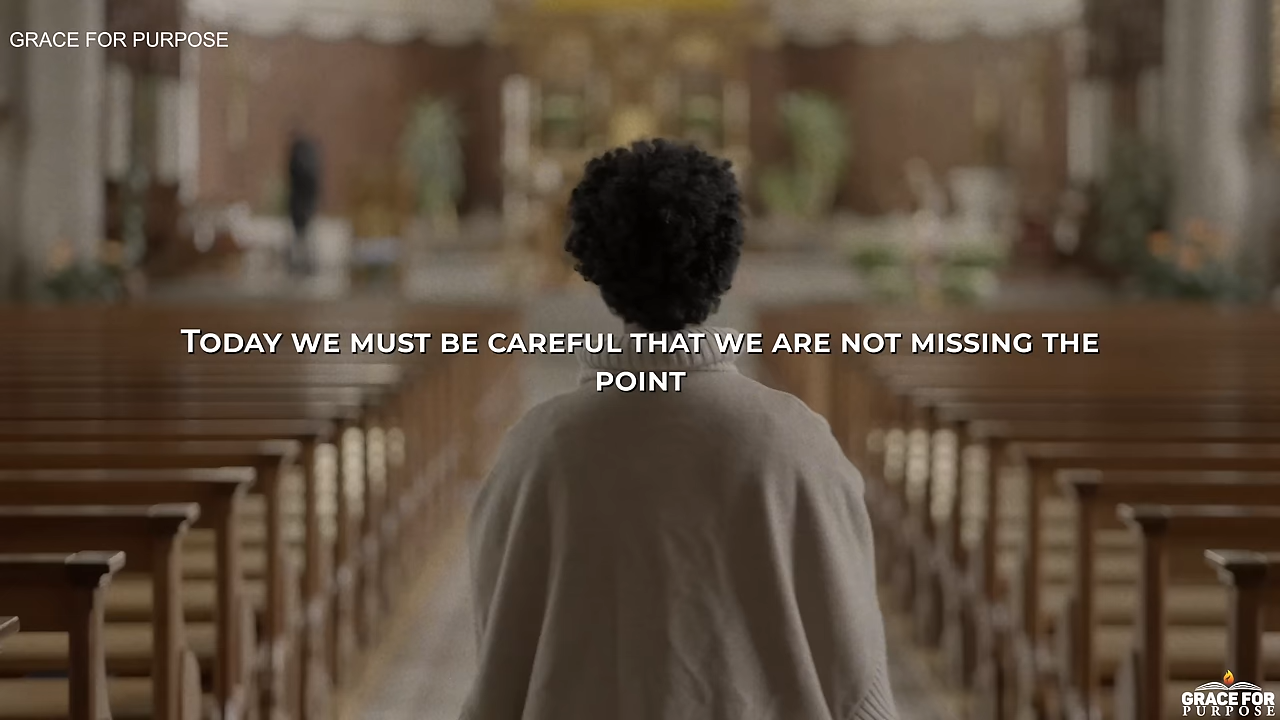 GRACE FOR PURPOSE
Today we must be careful that we are not missing the
point
GRACE FOR
PURPOSE